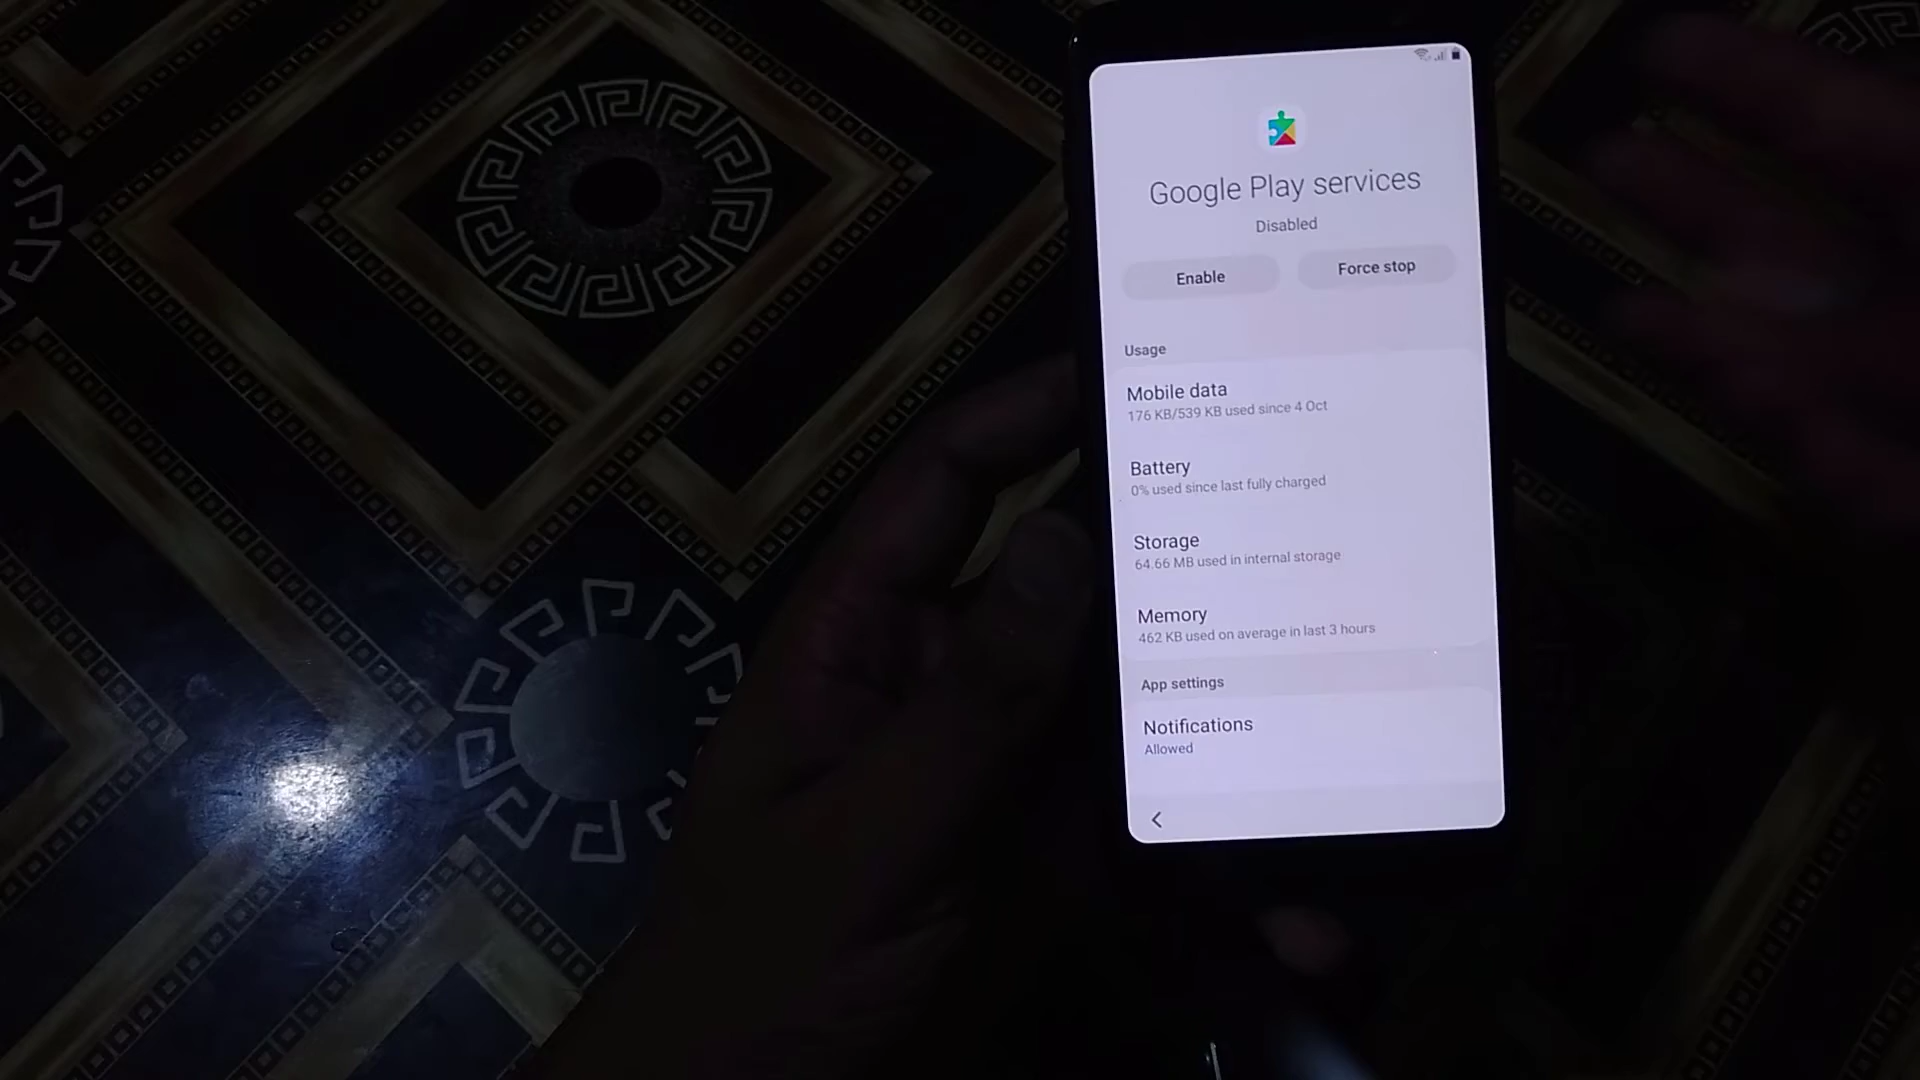 Google Play services
Disabled
Enable
Force stop
Usage
Mobile data
176 KB/539 KB used since 4 Oct
Battery
0% used since last fully charged
Storage
64.66 MB used in internal storage
Memory
462 KB used on average in last 3 hours
App settings
Notifications
Allowed